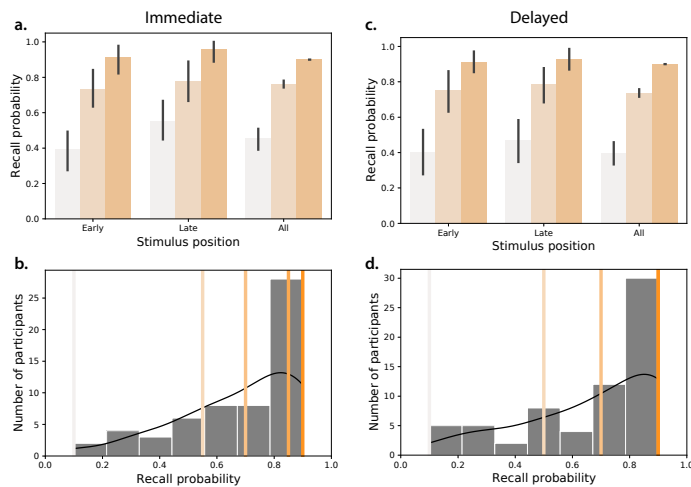 Immediate
Delayed
a.
c.
Recall probability
1.0
0.8
0.6
0.4
0.2
0.0
Early
Late
All
Stimulus position
Recall probability
1.0
0.8
0.6
0.4
0.2
0.0
Early
Late
All
Stimulus position
b.
Number of participants
25
20
15
10
5
0
0.0
0.2
0.4
0.6
0.8
1.0
Recall probability
d.
Number of participants
30
25
20
15
10
5
0
0.0
0.2
0.4
0.6
0.8
1.0
Recall probability